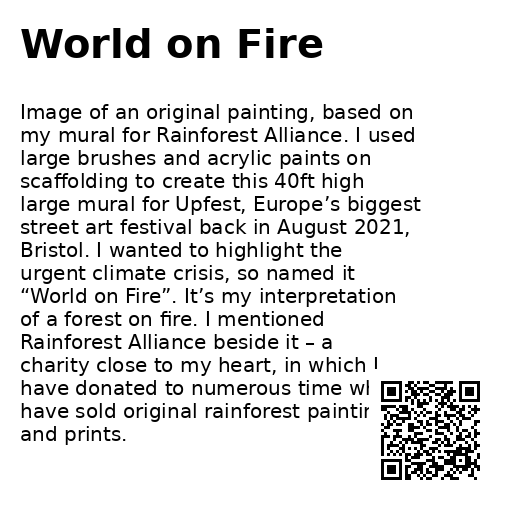 World on Fire
Image of an original painting, based on
my mural for Rainforest Alliance. I used
large brushes and acrylic paints on
scaffolding to create this 40ft high
large mural for Upfest, Europe’s biggest
street art festival back in August 2021,
Bristol. I wanted to highlight the
urgent climate crisis, so named it
“World on Fire”. It’s my interpretation
of a forest on fire. I mentioned
Rainforest Alliance beside it – a
charity close to my heart, in which I
have donated to numerous time
have sold original rainforest
and prints.